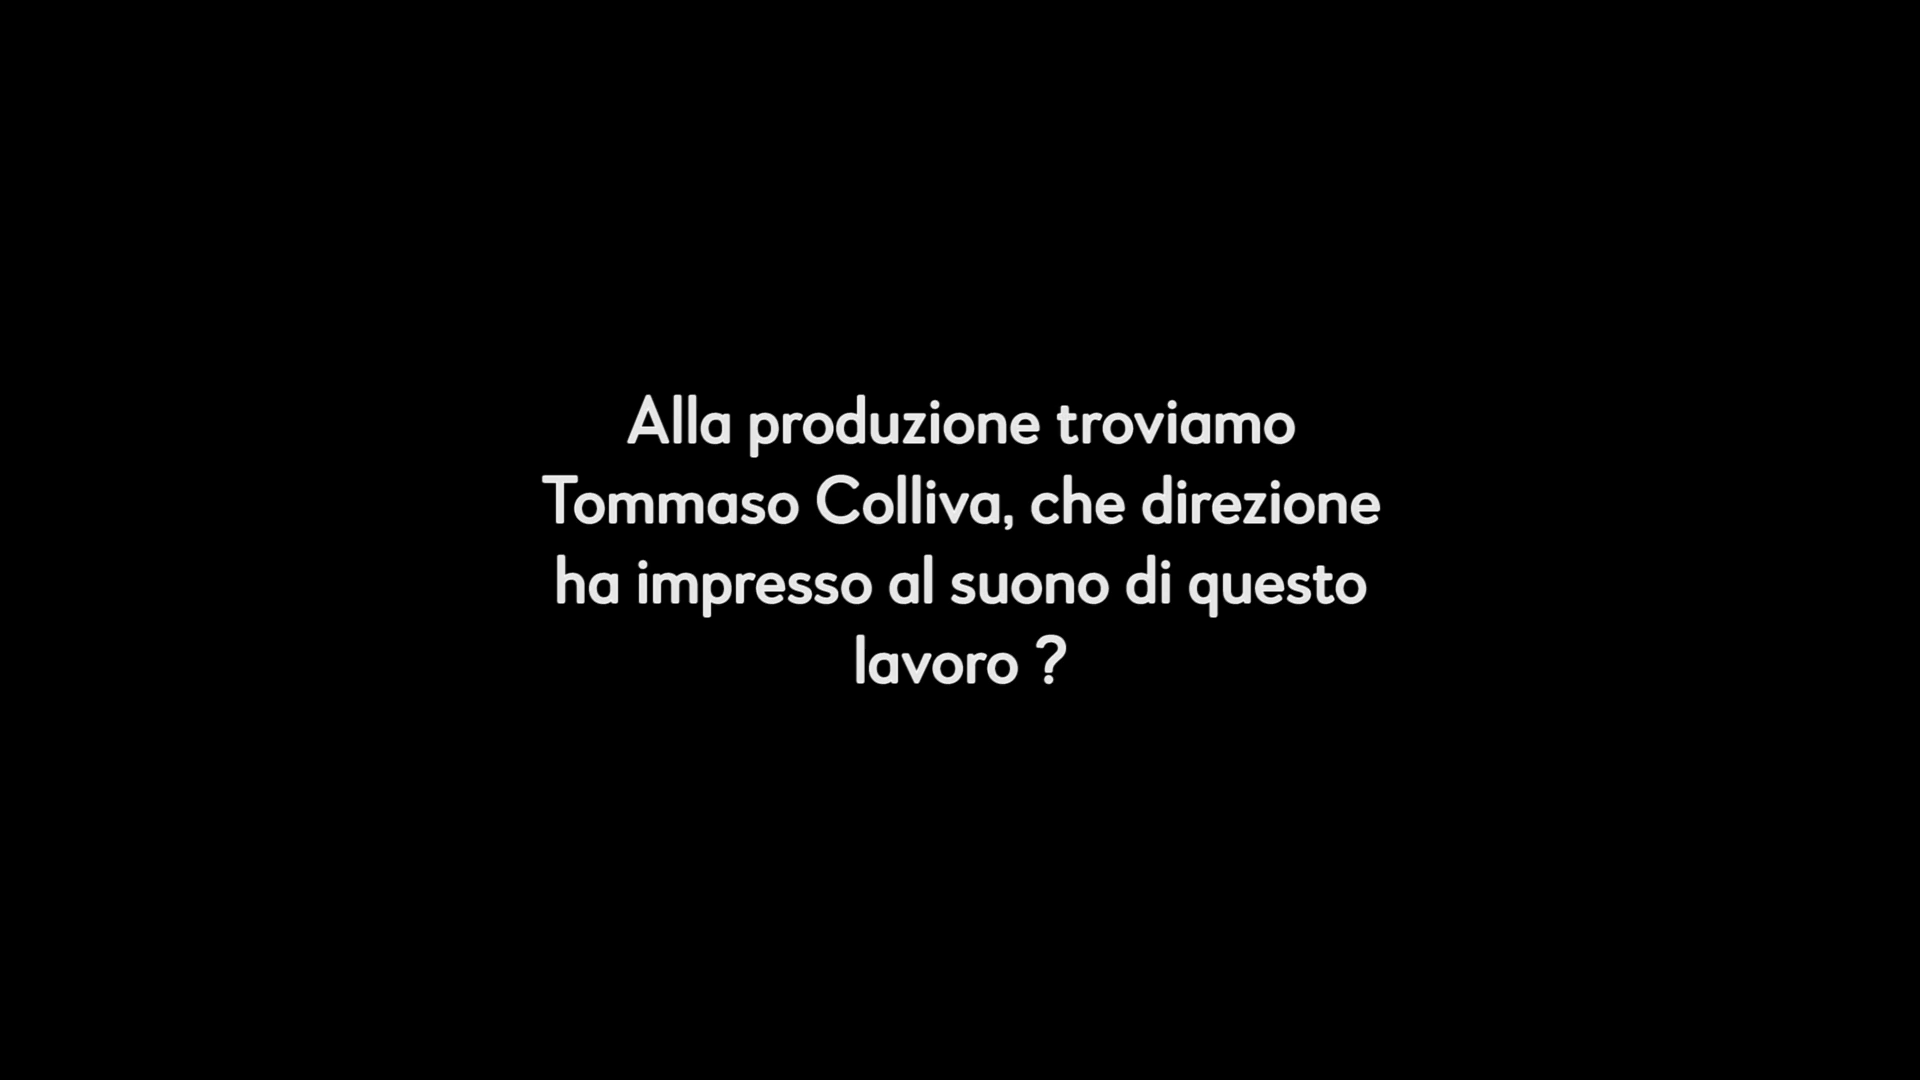 Alla produzione troviamo
Tommaso Colliva, che direzione
ha impresso al suono di questo
lavoro ?